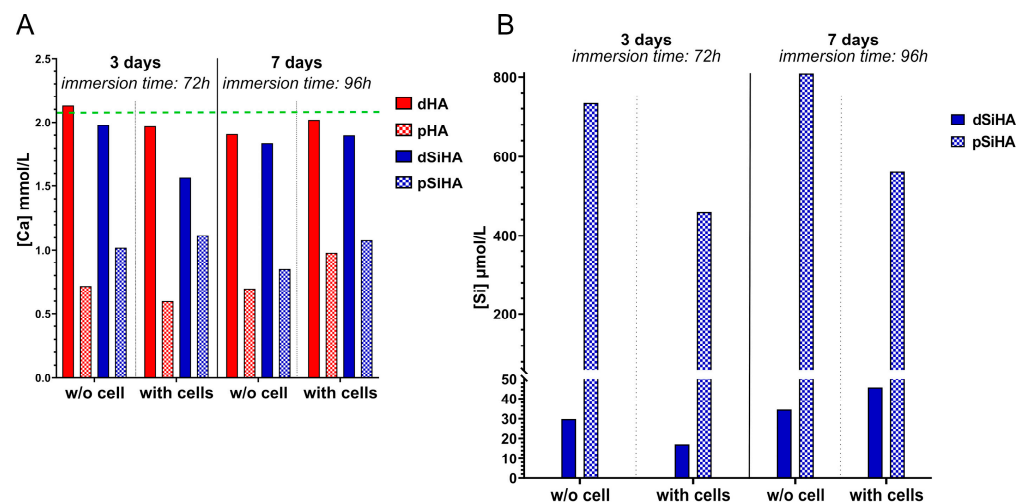 A
3 days
immersion time: 72h
7 days
immersion time: 96h
[Ca] mmol/L
2.5
2.0
1.5
1.0
0.5
0.0
w/o cell
with cells
w/o cell
with cells
dHA
pHA
dSiHA
pSiHA
B
3 days
immersion time: 72h
7 days
immersion time: 96h
[Si] μmol/L
800
600
400
200
50
40
30
20
10
0
w/o cell
with cells
w/o cell
with cells
dSiHA
pSiHA